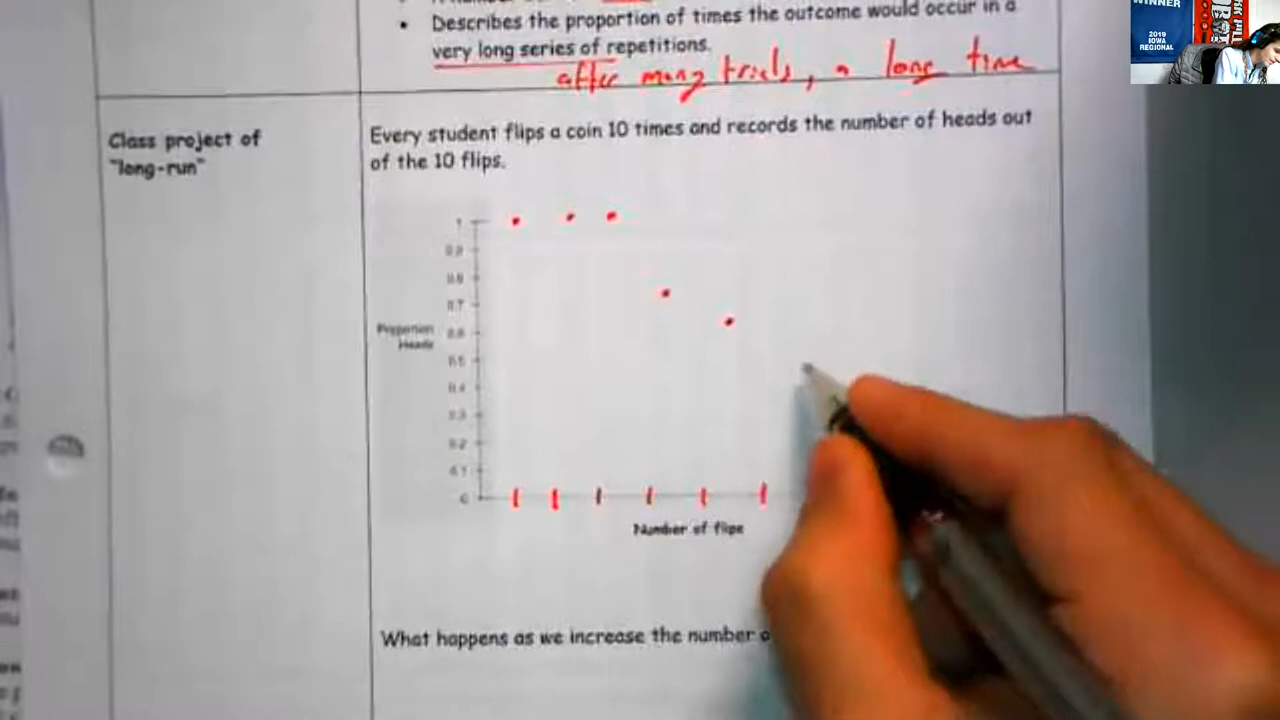 WINNER
2019
IOWA
REGIONAL
• Describes the proportion of times the outcome would occur in a
very long series of repetitions.
after many trials, a long time
Class project of
"long-run"
Every student flips a coin 10 times and records the number of heads out
of the 10 flips.
1
0.9
0.8
0.7
Proportion
Heads
0.6
0.5
0.4
0.3
0.2
0.1
0
Number of flips
What happens as we increase the number